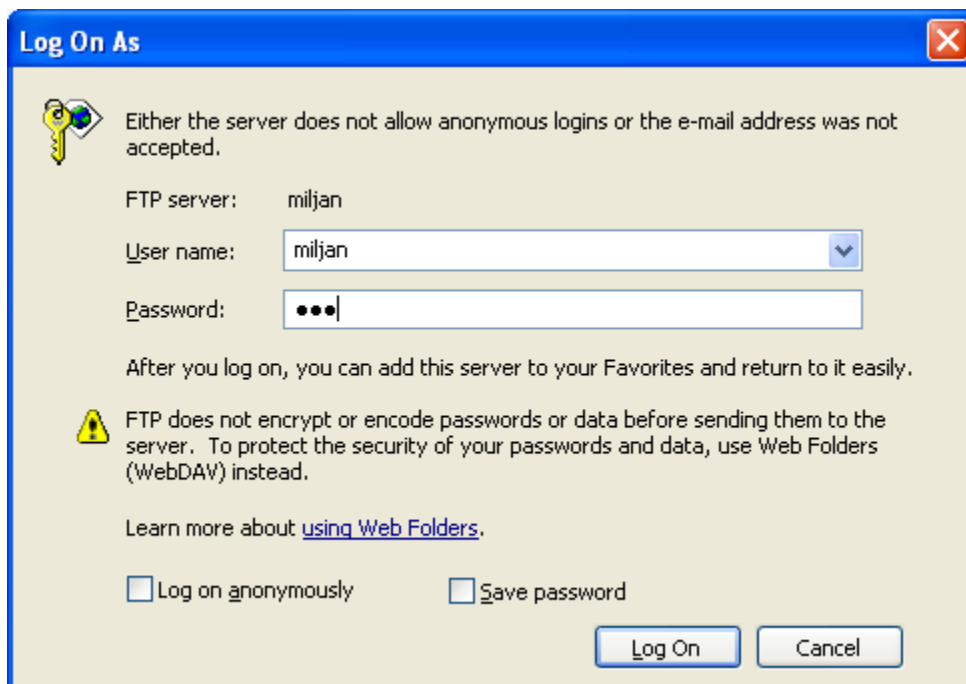 Log On As
Either the server does not allow anonymous logins or the e-mail address was not
accepted.
FTP server: miljan
User name: miljan
Password: •••
After you log on, you can add this server to your Favorites and return to it easily.
FTP does not encrypt or encode passwords or data before sending them to the
server. To protect the security of your passwords and data, use Web Folders
(WebDAV) instead.
Learn more about using Web Folders.
Log on anonymously Save password
Log On Cancel